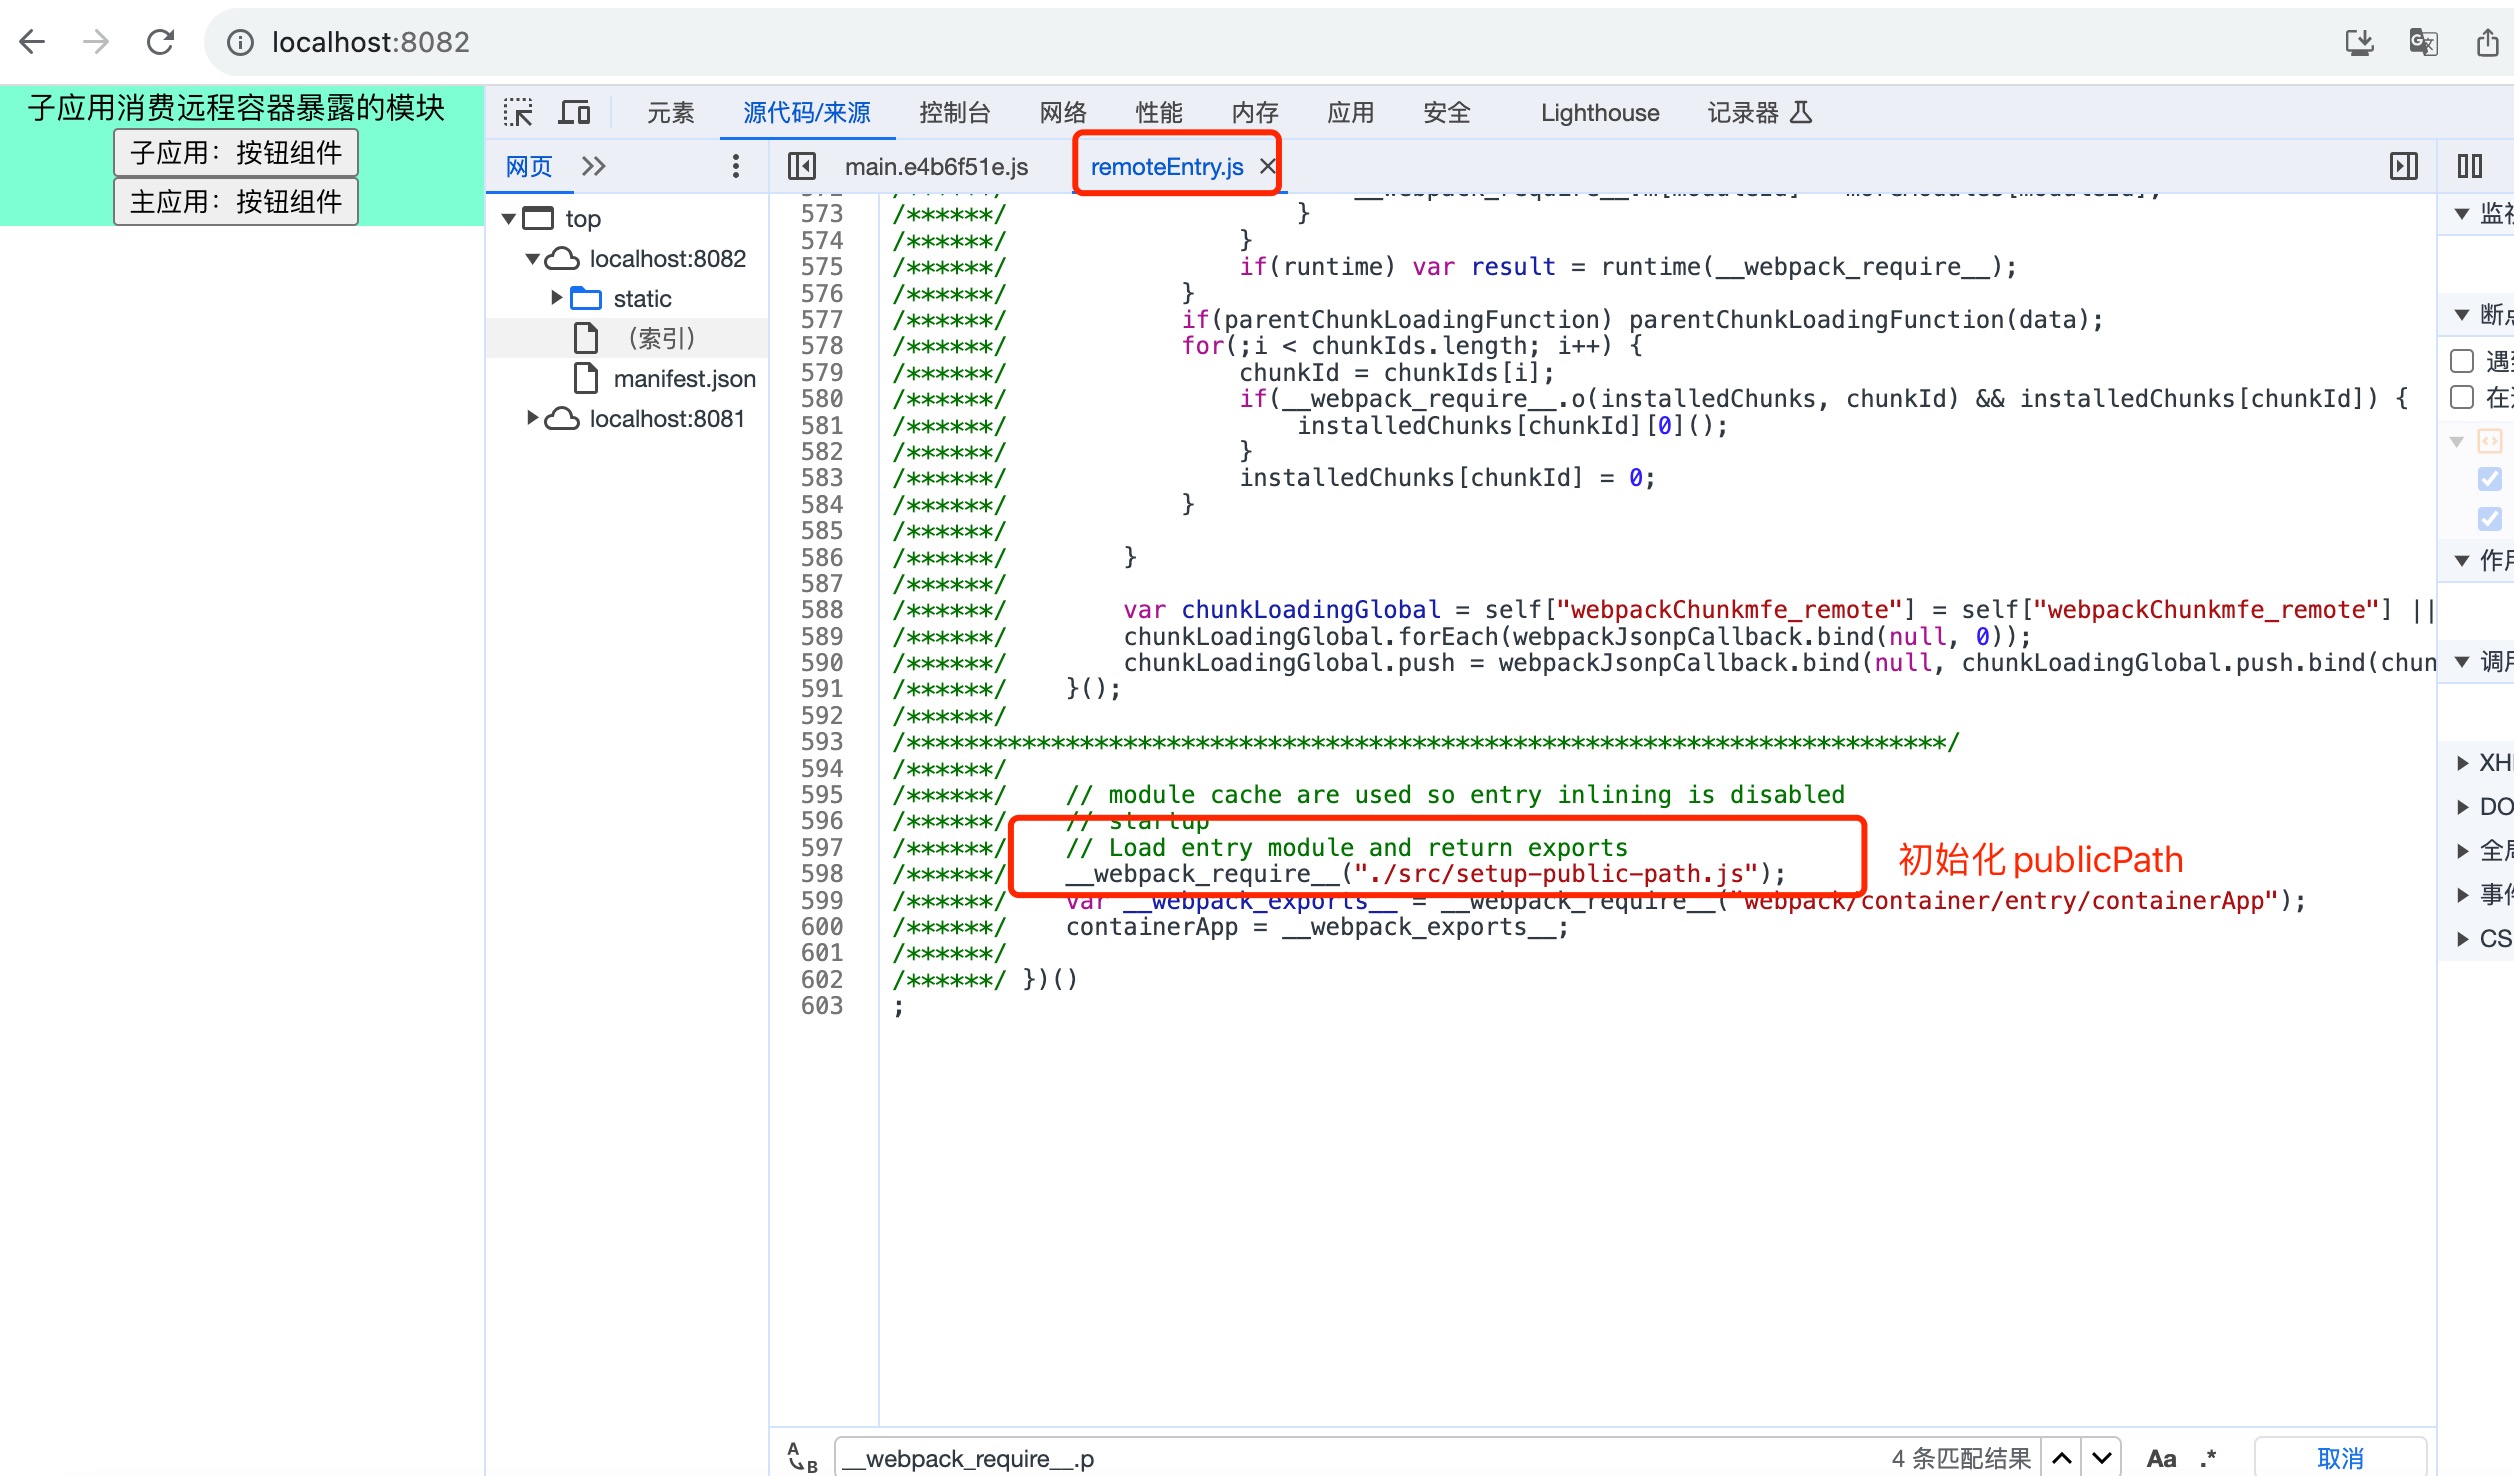 localhost:8082
子应用消费远程容器暴露的模块
子应用：按钮组件
主应用：按钮组件
元素 源代码/来源 控制台 网络 性能 内存 应用 安全 Lighthouse 记录器
网页 main.e4b6f51e.js remoteEntry.js
top
localhost:8082
static
（索引）
manifest.json
localhost:8081
573 /******/ }
574 /******/ }
575 /******/ if(runtime) var result = runtime(__webpack_require__);
576 /******/ }
577 /******/ if(parentChunkLoadingFunction) parentChunkLoadingFunction(data);
578 /******/ for(;i < chunkIds.length; i++) {
579 /******/ chunkId = chunkIds[i];
580 /******/ if(__webpack_require__.o(installedChunks, chunkId) && installedChunks[chunkId]) {
581 /******/ installedChunks[chunkId][0]();
582 /******/ }
583 /******/ installedChunks[chunkId] = 0;
584 /******/ }
585 /******/
586 /******/ }
587 /******/
588 /******/ var chunkLoadingGlobal = self["webpackChunkmfe_remote"] = self["webpackChunkmfe_remote"] ||
589 /******/ chunkLoadingGlobal.forEach(webpackJsonpCallback.bind(null, 0));
590 /******/ chunkLoadingGlobal.push = webpackJsonpCallback.bind(null, chunkLoadingGlobal.push.bind(chun
591 /******/ }();
592 /******/
593 /************************************************************************/
594 /******/
595 /******/ // module cache are used so entry inlining is disabled
596 /******/ // startup
597 /******/ // Load entry module and return exports
598 /******/ __webpack_require__("./src/setup-public-path.js");
初始化 publicPath
599 /******/ var __webpack_exports__ = __webpack_require__("webpack/container/entry/containerApp");
600 /******/ containerApp = __webpack_exports__;
601 /******/
602 /******/ })()
603 ;
断点
作用
调用
XH
DO
全局
事件
CS
__webpack_require__.p 4 条匹配结果 Aa .* 取消